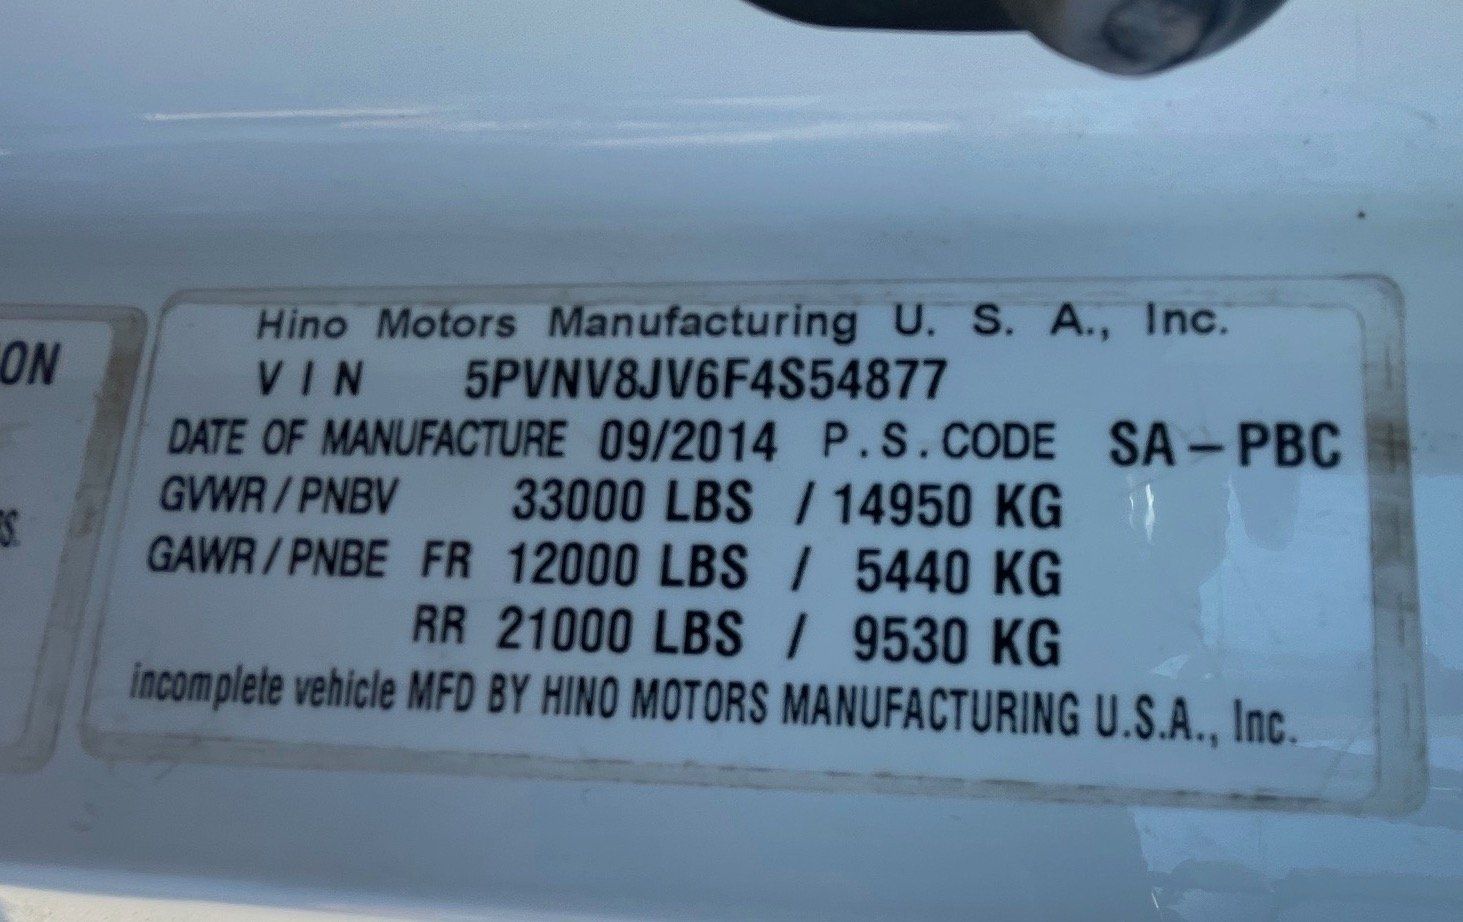 Hino Motors Manufacturing U. S. A., Inc.
VIN 5PVNV8JV6F4S54877
DATE OF MANUFACTURE 09/2014 P.S.CODE SA-PBC
GVWR/PNBV 33000 LBS / 14950 KG
GAWR/PNBE FR 12000 LBS / 5440 KG
RR 21000 LBS / 9530 KG
incomplete vehicle MFD BY HINO MOTORS MANUFACTURING U.S.A., Inc.